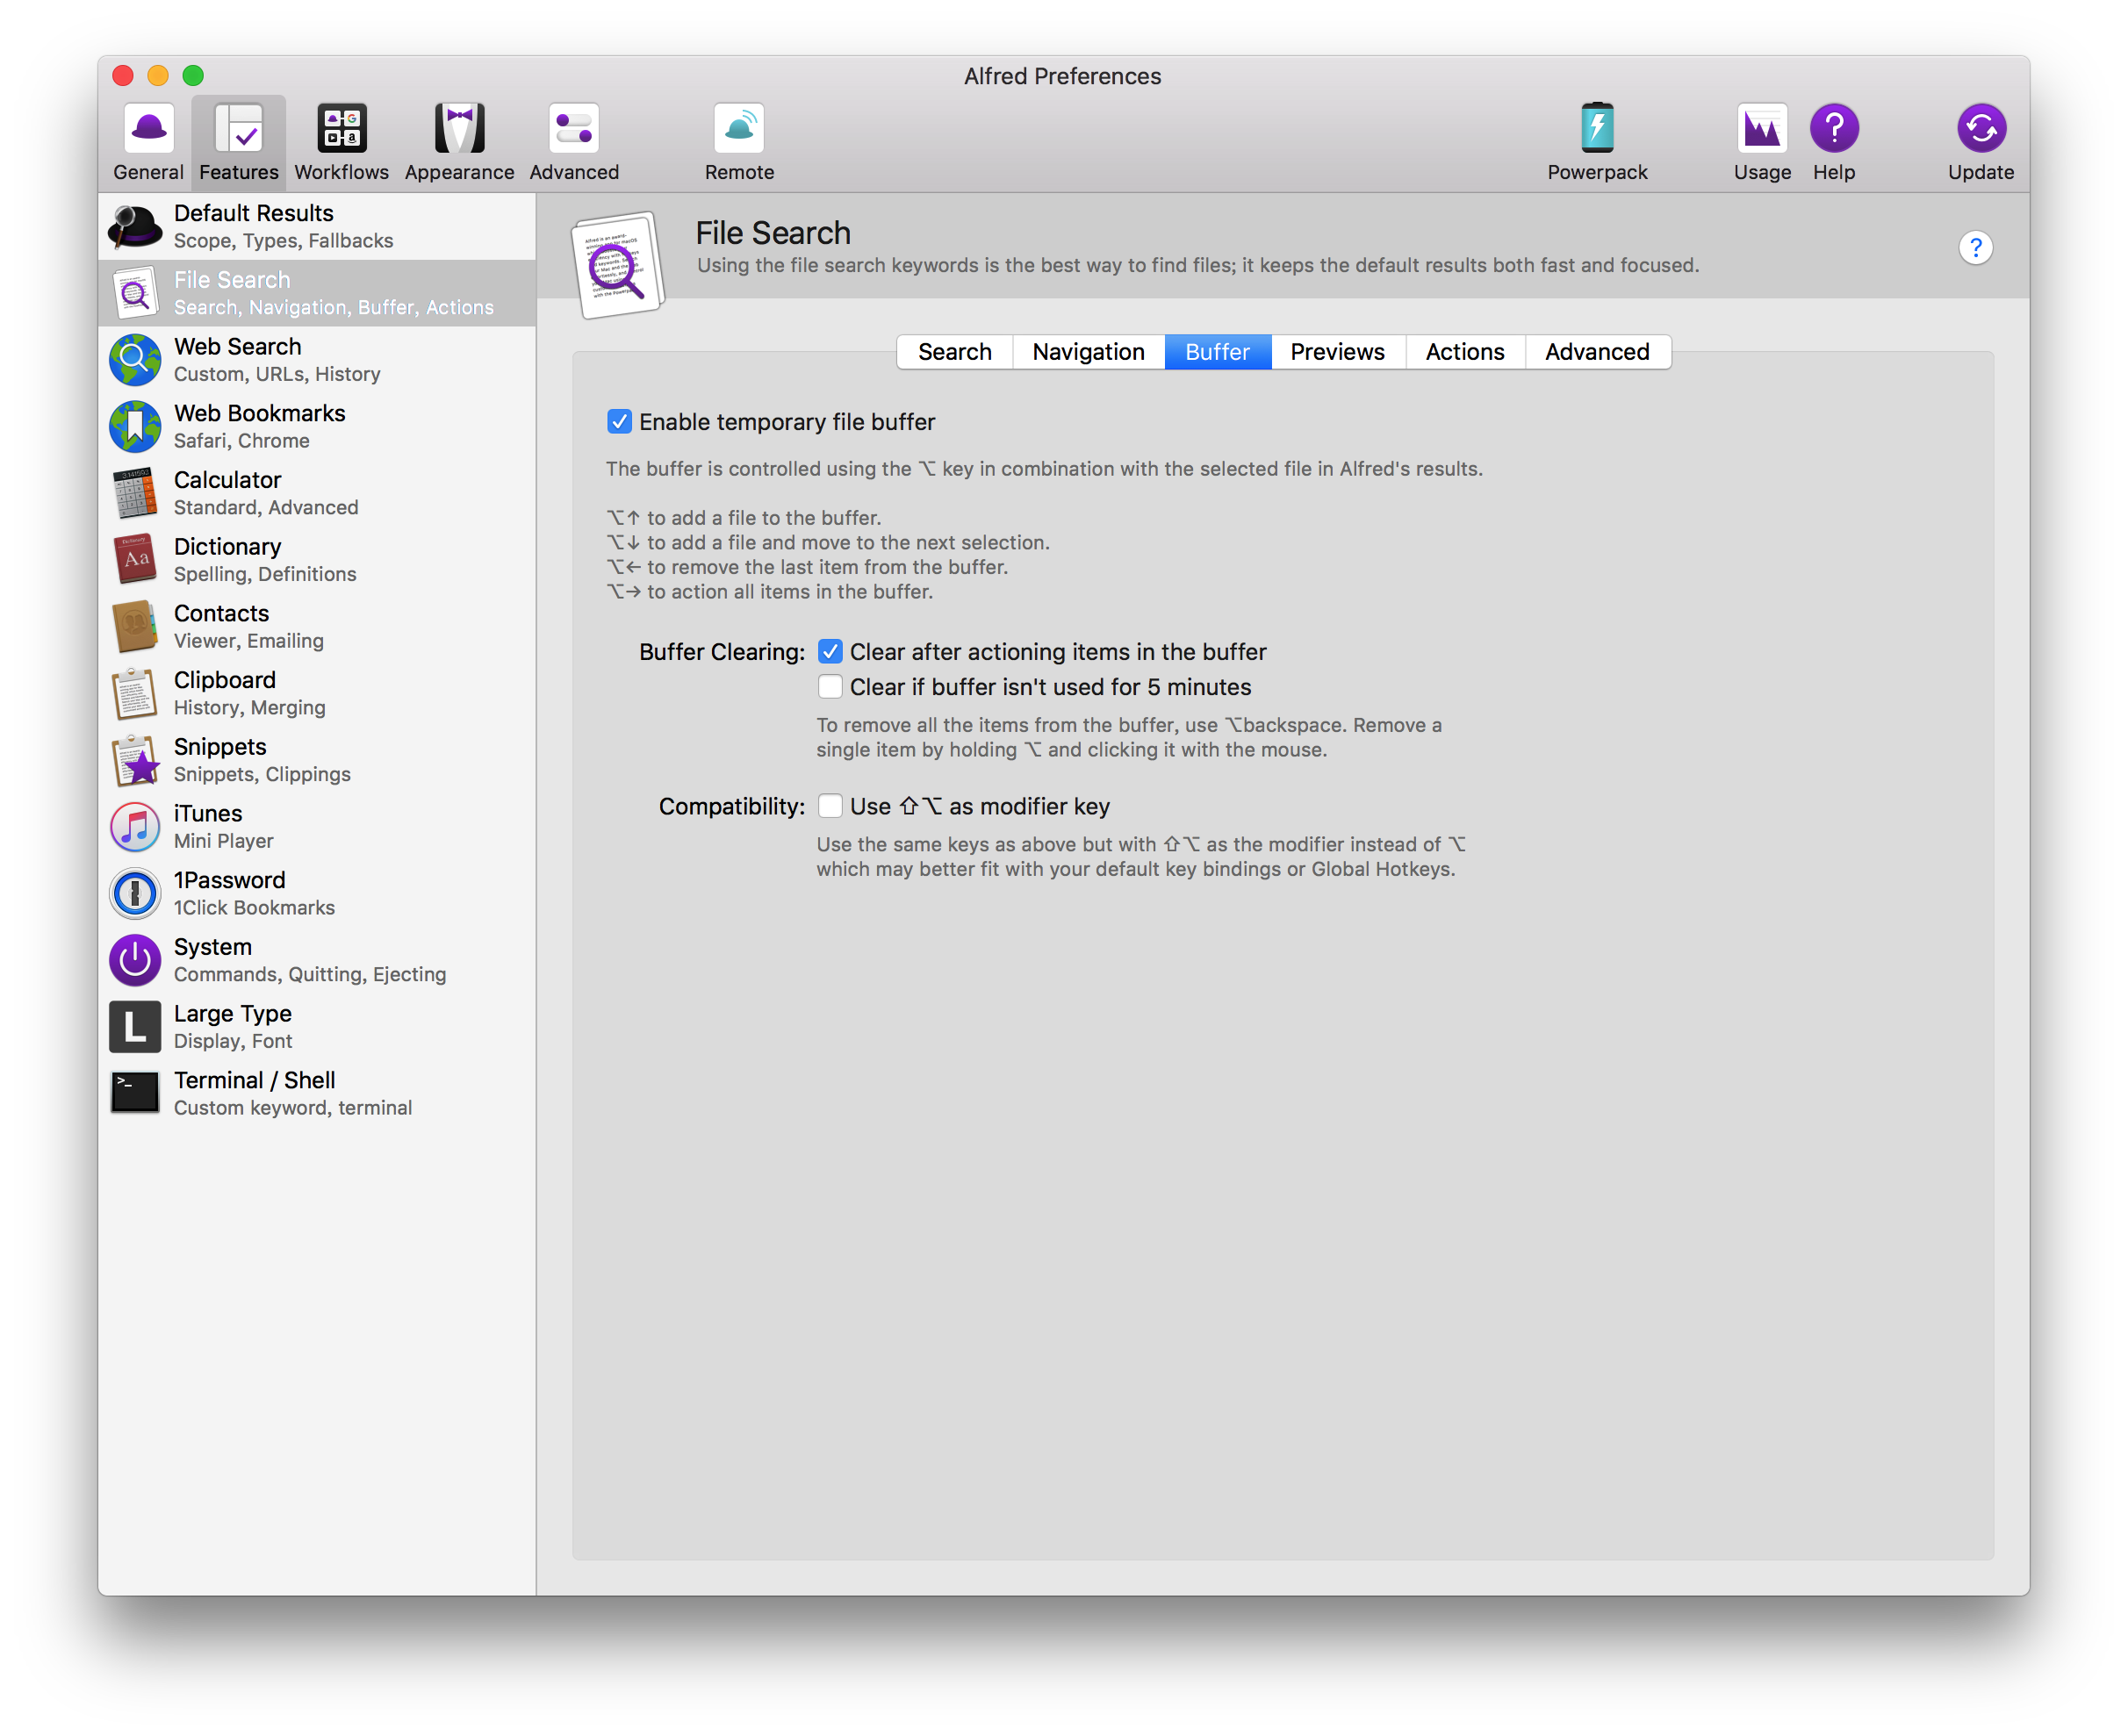 Alfred Preferences
General
Features
Workflows
Appearance
Advanced
Remote
Powerpack
Usage
Help
Update
Default Results
Scope, Types, Fallbacks
File Search
Search, Navigation, Buffer, Actions
Web Search
Custom, URLs, History
Web Bookmarks
Safari, Chrome
Calculator
Standard, Advanced
Dictionary
Spelling, Definitions
Contacts
Viewer, Emailing
Clipboard
History, Merging
Snippets
Snippets, Clippings
iTunes
Mini Player
1Password
1Click Bookmarks
System
Commands, Quitting, Ejecting
L
Large Type
Display, Font
>_
Terminal / Shell
Custom keyword, terminal
File Search
Using the file search keywords is the best way to find files; it keeps the default results both fast and focused.
?
Search
Navigation
Buffer
Previews
Actions
Advanced
Enable temporary file buffer
The buffer is controlled using the ⌥ key in combination with the selected file in Alfred's results.
⌥↑ to add a file to the buffer.
⌥↓ to add a file and move to the next selection.
⌥← to remove the last item from the buffer.
⌥→ to action all items in the buffer.
Buffer Clearing:
Clear after actioning items in the buffer
Clear if buffer isn't used for 5 minutes
To remove all the items from the buffer, use ⌥backspace. Remove a
single item by holding ⌥ and clicking it with the mouse.
Compatibility:
Use ⇧⌥ as modifier key
Use the same keys as above but with ⇧⌥ as the modifier instead of ⌥
which may better fit with your default key bindings or Global Hotkeys.